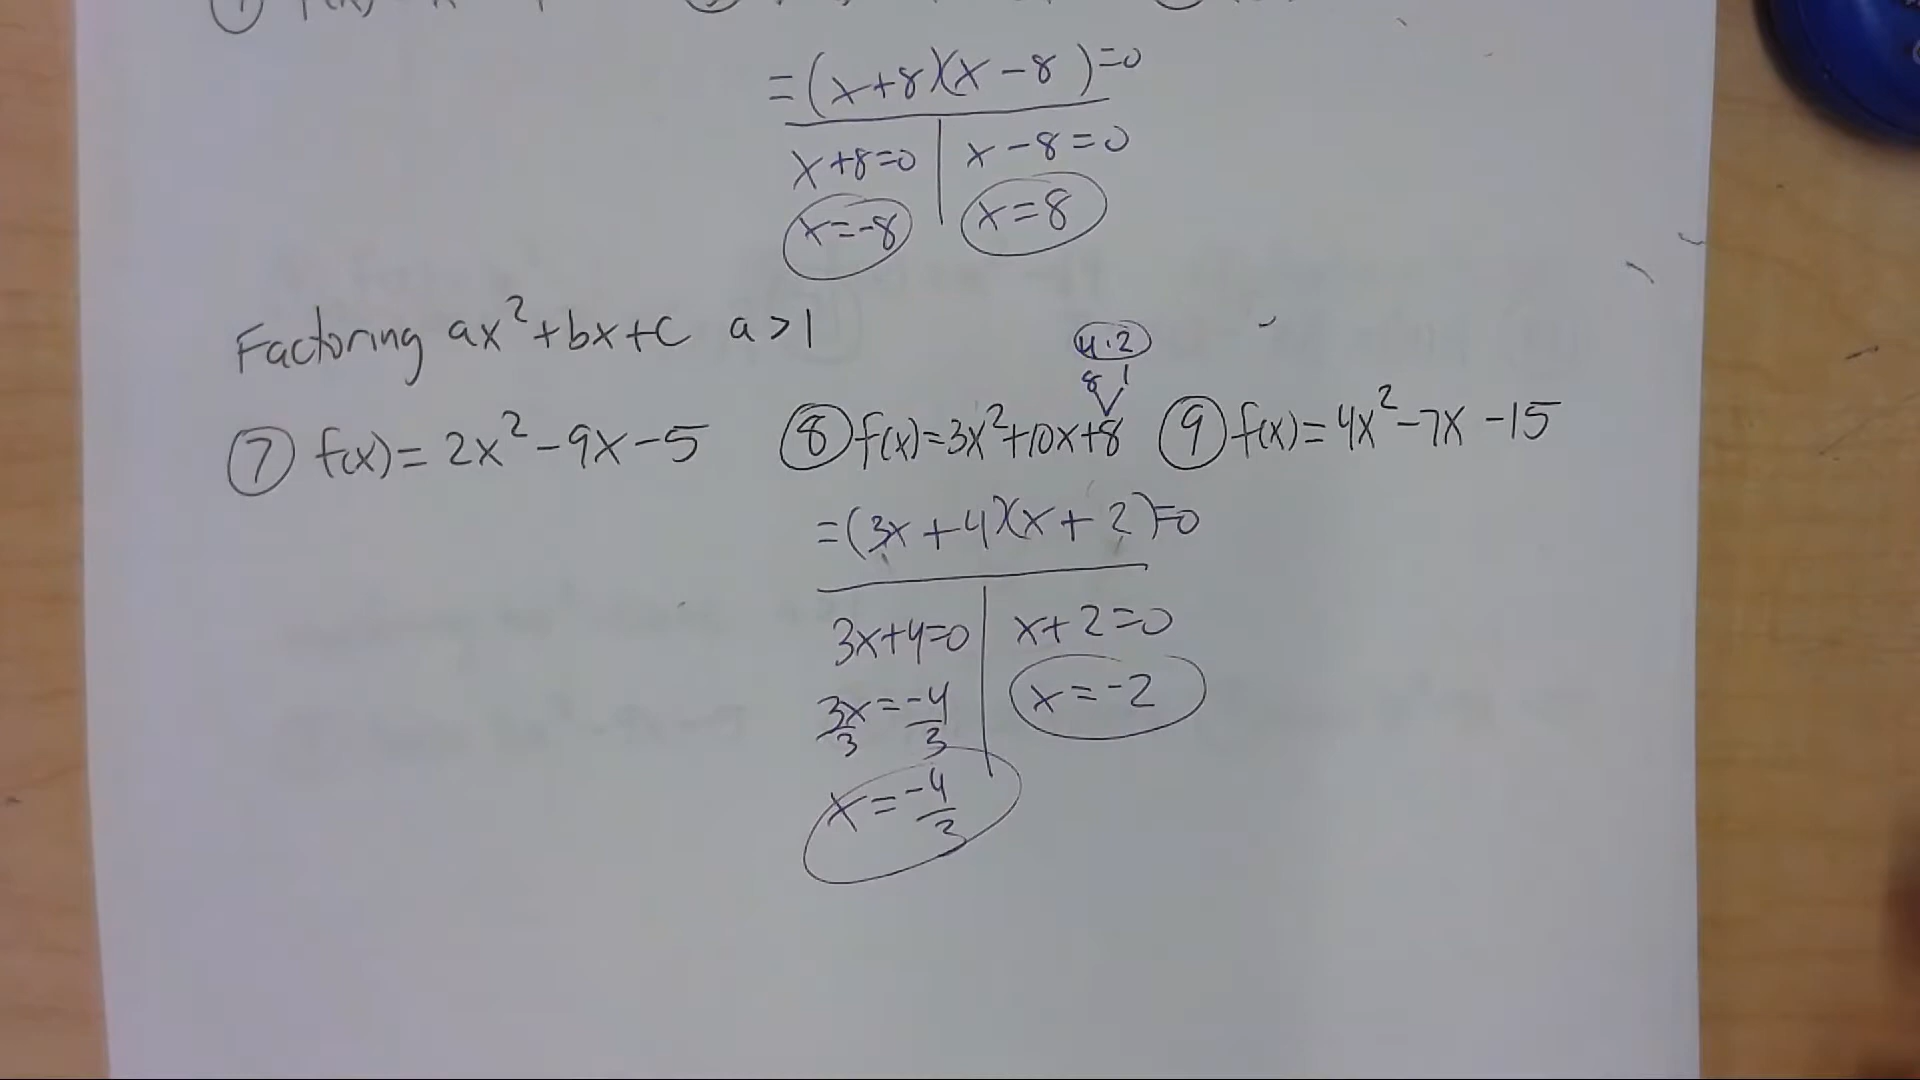 =(x+8)(x-8)=0
x+8=0 | x-8=0
x=-8 x=8
Factoring ax²+bx+c a>1
4·2
8 1
⑦ f(x)=2x²-9x-5 ⑧ f(x)=3x²+10x+8 ⑨ f(x)=4x²-7x-15
=(3x+4)(x+2)=0
3x+4=0 | x+2=0
3x/3=-4/3 x=-2
x=-4/3